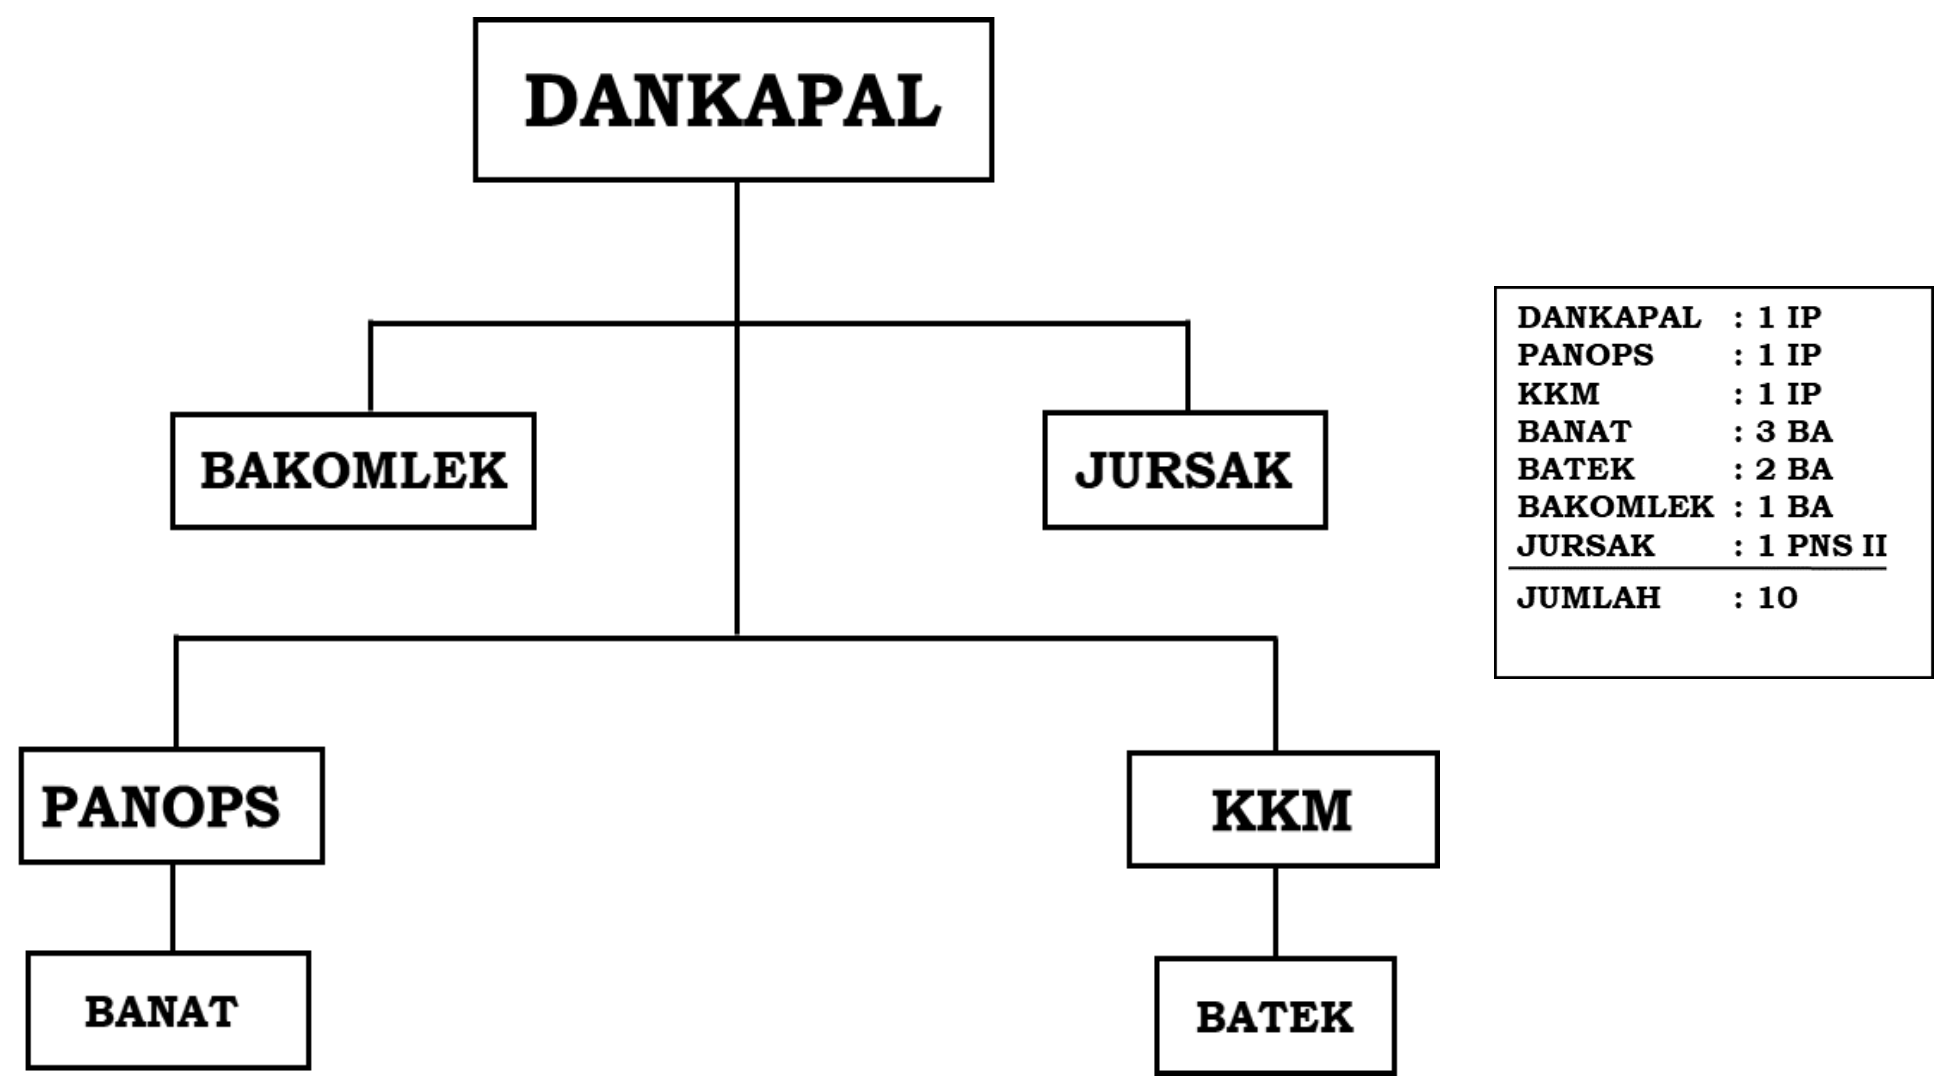 DANKAPAL
BAKOMLEK
JURSAK
PANOPS
KKM
BANAT
BATEK
DANKAPAL : 1 IP
PANOPS : 1 IP
KKM : 1 IP
BANAT : 3 BA
BATEK : 2 BA
BAKOMLEK : 1 BA
JURSAK : 1 PNS II
JUMLAH : 10